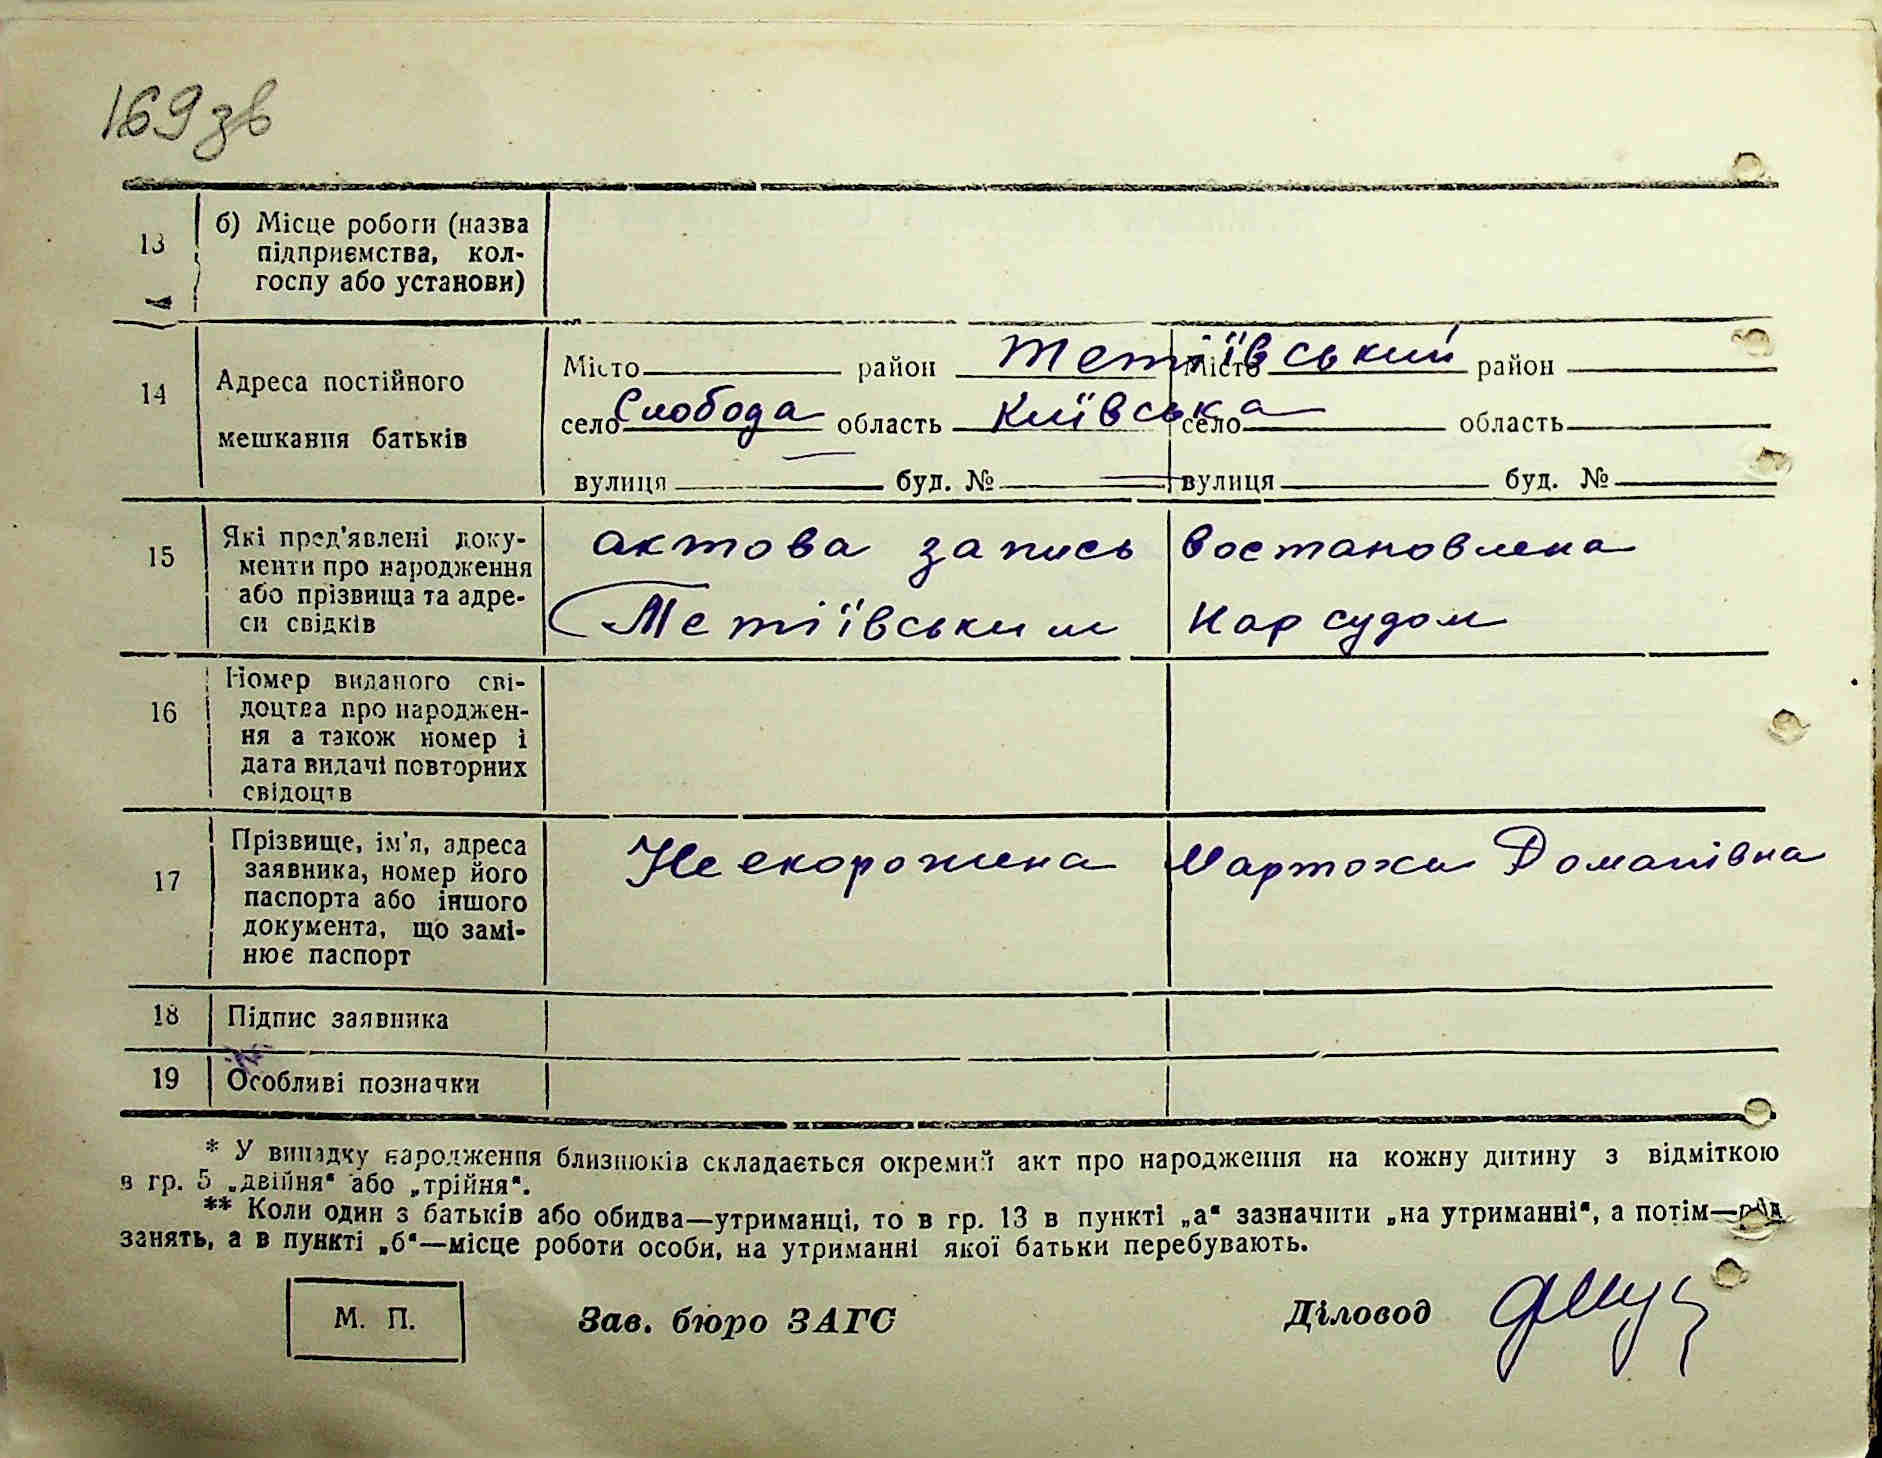 169 зв
13 б) Місце роботи (назва
підприємства, кол-
госпу або установи)
14 Адреса постійного
мешкання батьків
Місто район Тетіївський Місто район
село Слобода область Київська село область
вулиця буд. № вулиця буд. №
15 Які пред'явлені доку-
менти про народження
або прізвища та адре-
си свідків
актова запись востановлена
Тетіївським Нарсудом
16 Номер виданого сві-
доцтва про народжен-
ня а також номер і
дата видачі повторних
свідоцтв
17 Прізвище, ім'я, адреса
заявника, номер його
паспорта або іншого
документа, що замі-
нює паспорт
18 Підпис заявника
19 Особливі позначки
* У випадку народження близнюків складається окремий акт про народження на кожну дитину з відміткою
в гр. 5 „двійня“ або „трійня“.
** Коли один з батьків або обидва—утриманці, то в гр. 13 в пункті „а“ зазначити „на утриманні“, а потім—рід
занять, а в пункті „б“—місце роботи особи, на утриманні якої батьки перебувають.
М. П.
Зав. бюро ЗАГС
Діловод